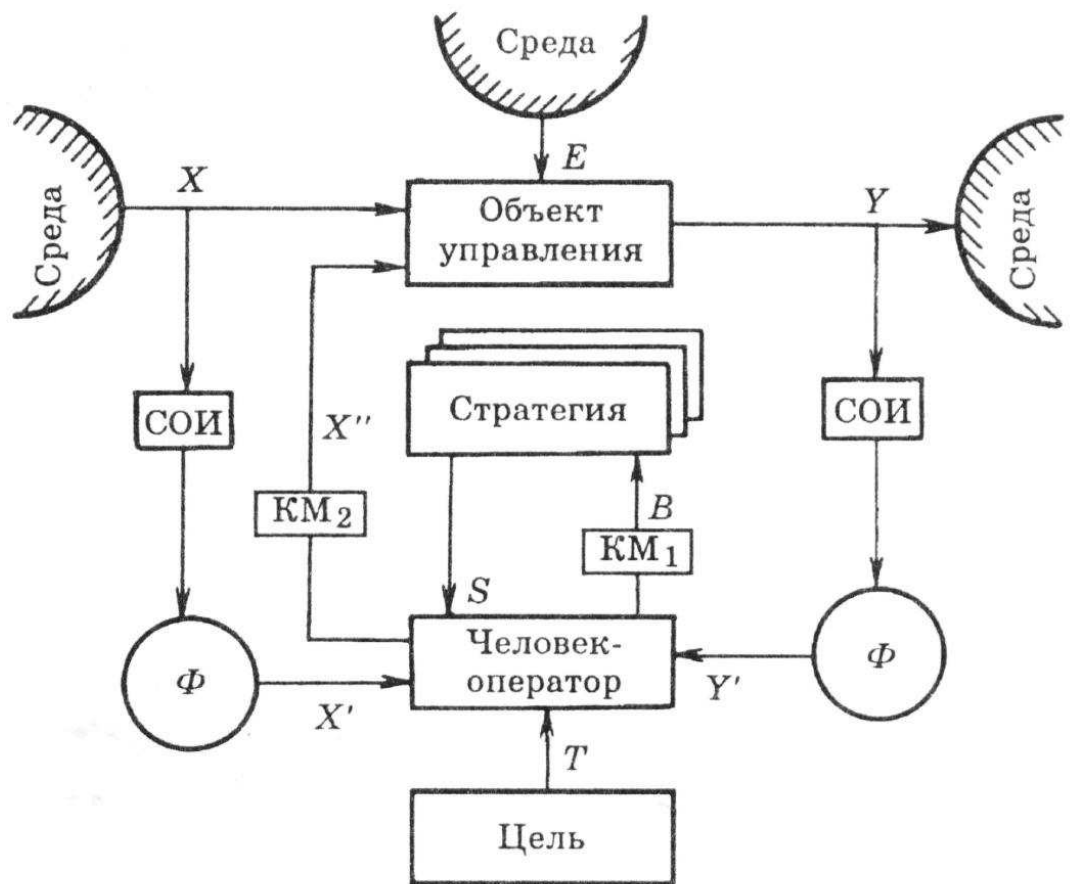 Среда
Среда
X
E
Объект
управления
Y
Среда
СОИ
X''
Стратегия
СОИ
КМ2
B
КМ1
S
Ф
X'
Человек-
оператор
Y'
Ф
T
Цель